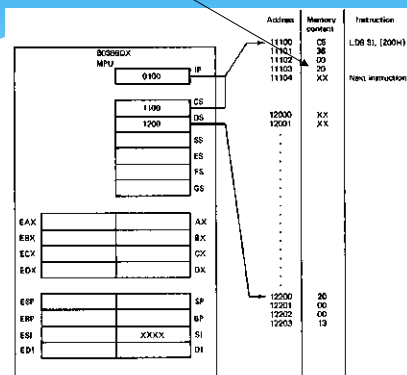 Address Memory content Instruction
80386DX
MPU
IP
0100
CS
1100
DS
1200
SS
ES
FS
GS
11100 C5 LDS SI, [200H]
11101 36
11102 00
11103 20
11104 XX Next instruction
12000 XX
12001 XX
EAX AX
EBX BX
ECX CX
EDX DX
ESP SP
EBP BP
ESI XXXX SI
EDI DI
12200 20
12201 00
12202 00
12203 13